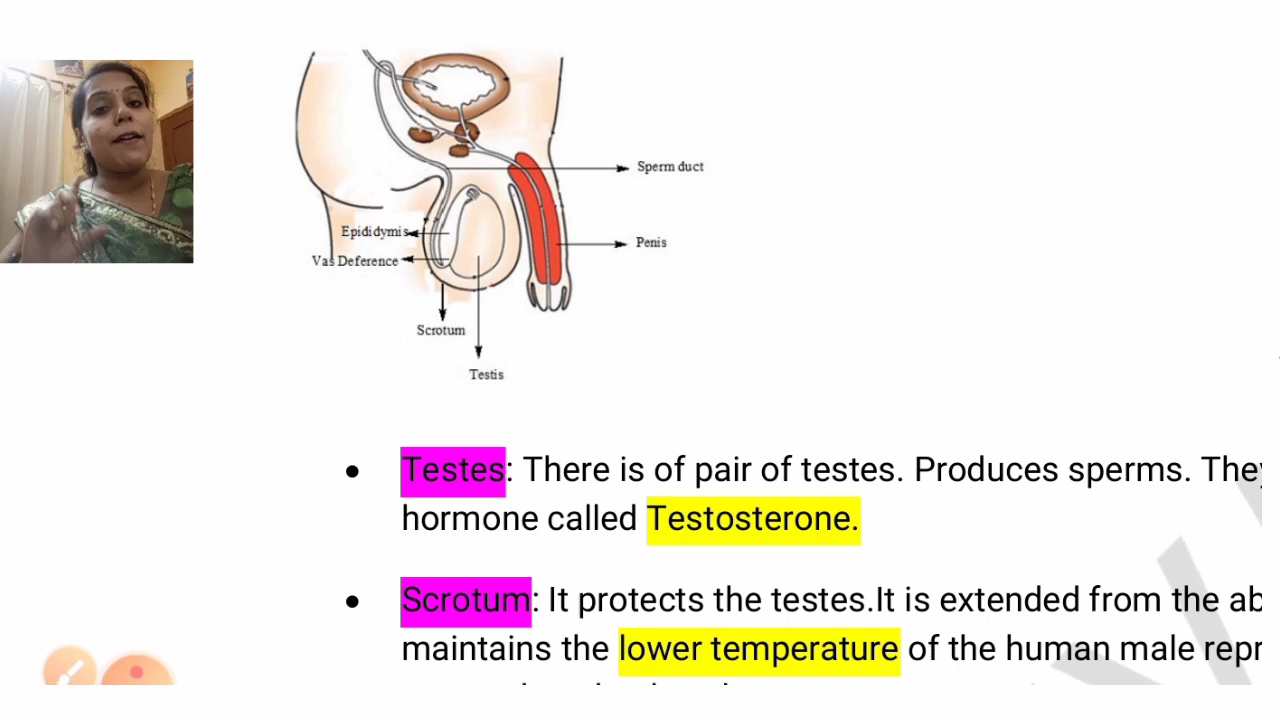 Sperm duct
Epididymis
Penis
Vas Deference
Scrotum
Testis
Testes: There is of pair of testes. Produces sperms. They
hormone called Testosterone.
Scrotum: It protects the testes.It is extended from the ab
maintains the lower temperature of the human male repr